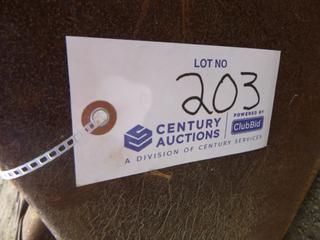 LOT NO
203
POWERED BY
CENTURY
AUCTIONS
ClubBid
A DIVISION OF CENTURY SERVICES